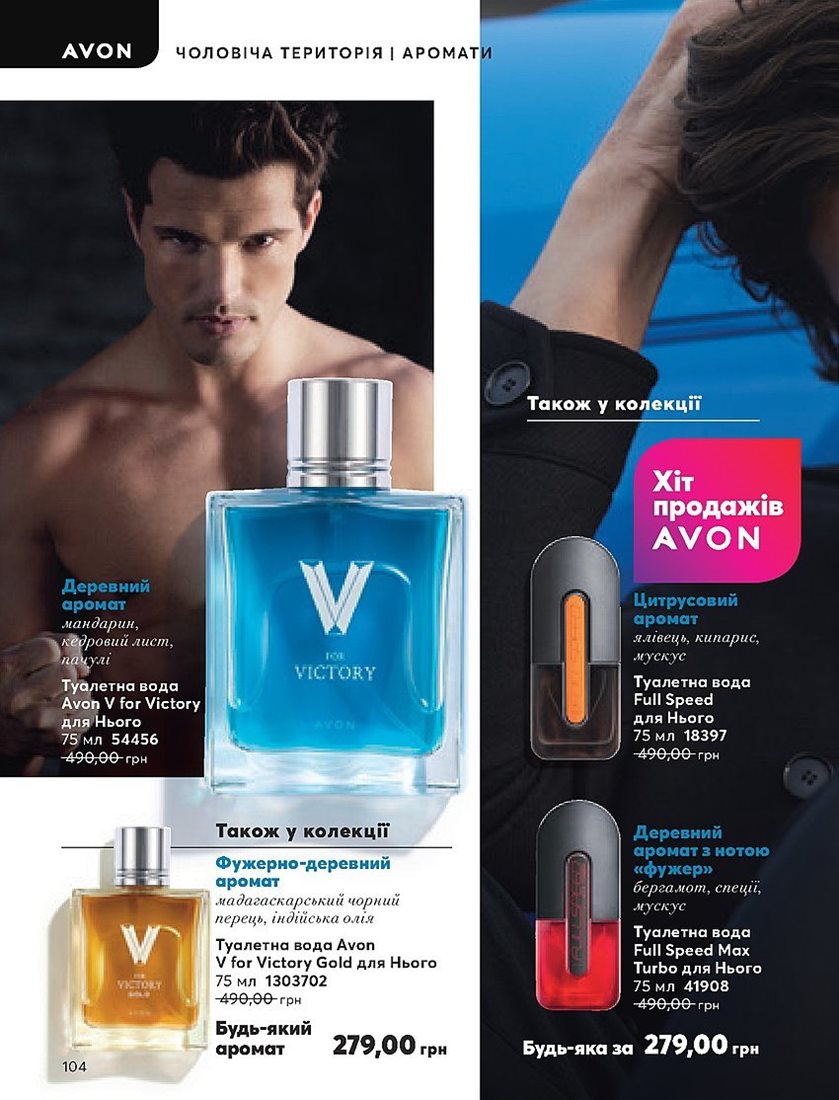 AVON
ЧОЛОВІЧА ТЕРИТОРІЯ | АРОМАТИ
Деревний
аромат
мандарин,
кедровий лист,
пачулі
Туалетна вода
Avon V for Victory
для Нього
75 мл 54456
490,00 грн
V
FOR
VICTORY
AVON
Також у колекції
Фужерно-деревний
аромат
мадагаскарський чорний
перець, індійська олія
Туалетна вода Avon
V for Victory Gold для Нього
75 мл 1303702
490,00 грн
Будь-який
аромат 279,00 грн
V
FOR
VICTORY
GOLD
104
Також у колекції
Хіт
продажів
AVON
Цитрусовий
аромат
ялівець, кипарис,
мускус
Туалетна вода
Full Speed
для Нього
75 мл 18397
490,00 грн
Деревний
аромат з нотою
«фужер»
бергамот, спеції,
мускус
Туалетна вода
Full Speed Max
Turbo для Нього
75 мл 41908
490,00 грн
Будь-яка за 279,00 грн